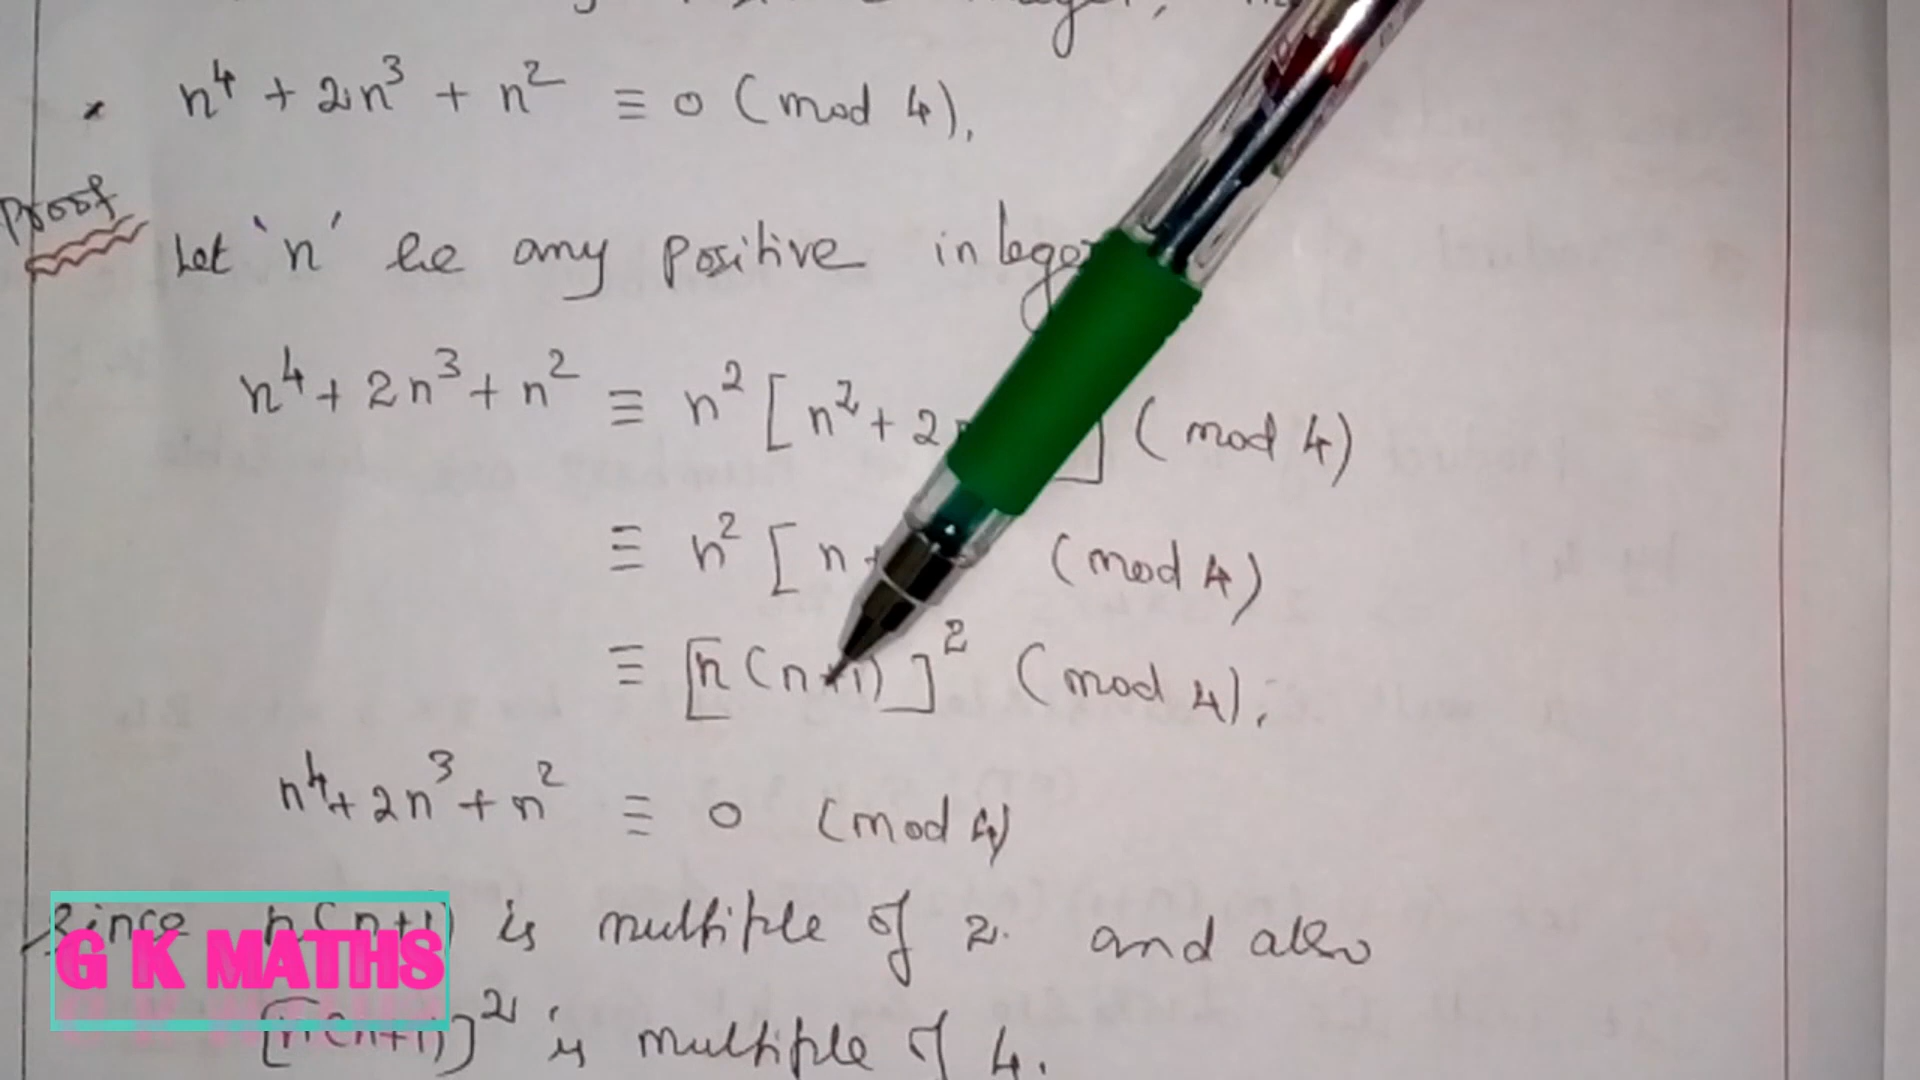 n⁴ + 2n³ + n² ≡ 0 (mod 4),
Proof
Let 'n' be any positive integer
n⁴ + 2n³ + n² ≡ n² [n² + 2 ] (mod 4)
≡ n² [n (mod 4)
≡ [n(n+1)]² (mod 4).
n⁴ + 2n³ + n² ≡ 0 (mod 4)
Since n(n+1) is multiple of 2. and also
G K MATHS
[n(n+1)]² is multiple of 4.